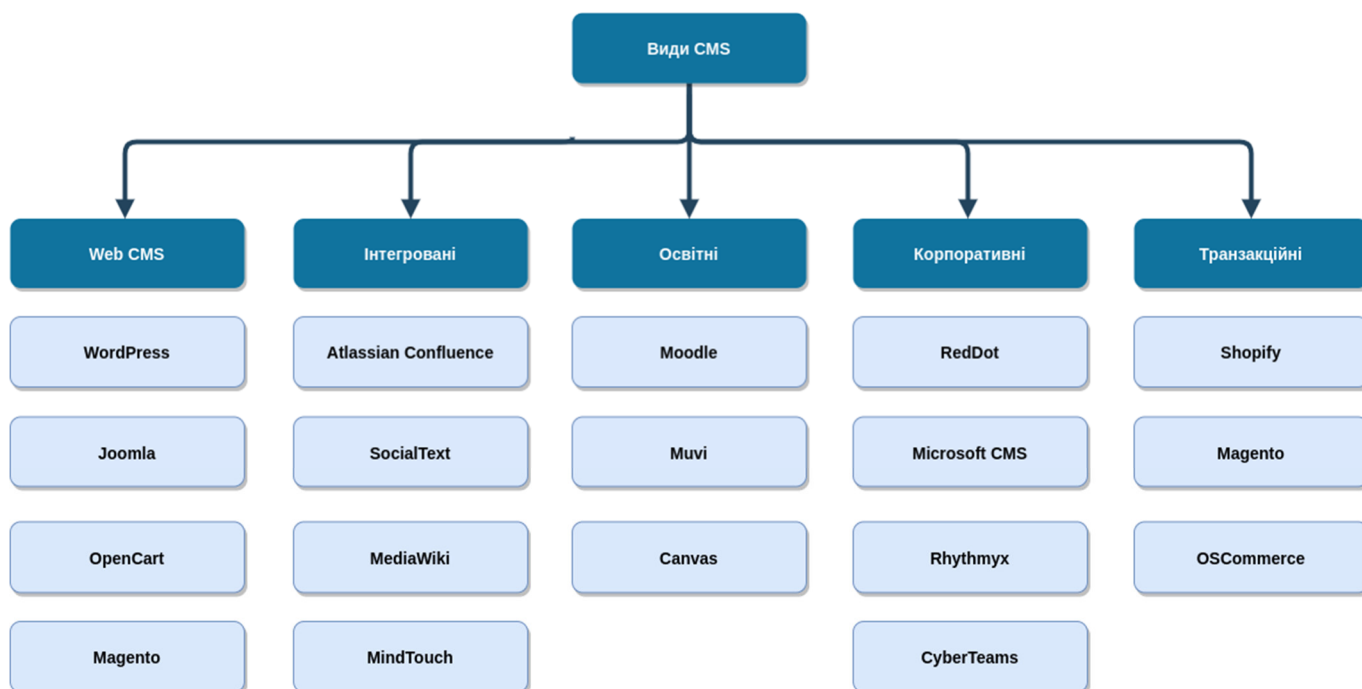 Види CMS
Web CMS
Інтегровані
Освітні
Корпоративні
Транзакційні
WordPress
Atlassian Confluence
Moodle
RedDot
Shopify
Joomla
SocialText
Muvi
Microsoft CMS
Magento
OpenCart
MediaWiki
Canvas
Rhythmyx
OSCommerce
Magento
MindTouch
CyberTeams